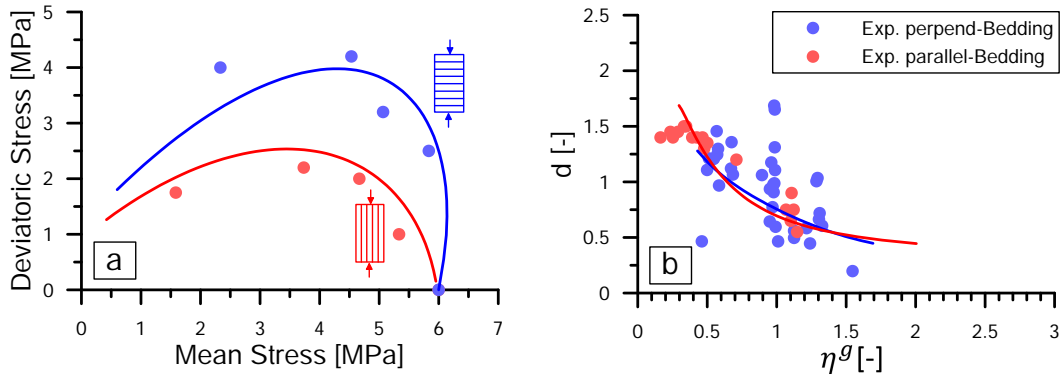 Deviatoric Stress [MPa]
5
4
3
2
1
0
a
0 1 2 3 4 5 6 7
Mean Stress [MPa]
Exp. perpend-Bedding
Exp. parallel-Bedding
d [-]
2.5
2
1.5
1
0.5
0
b
0 0.5 1 1.5 2 2.5 3
η^g [-]